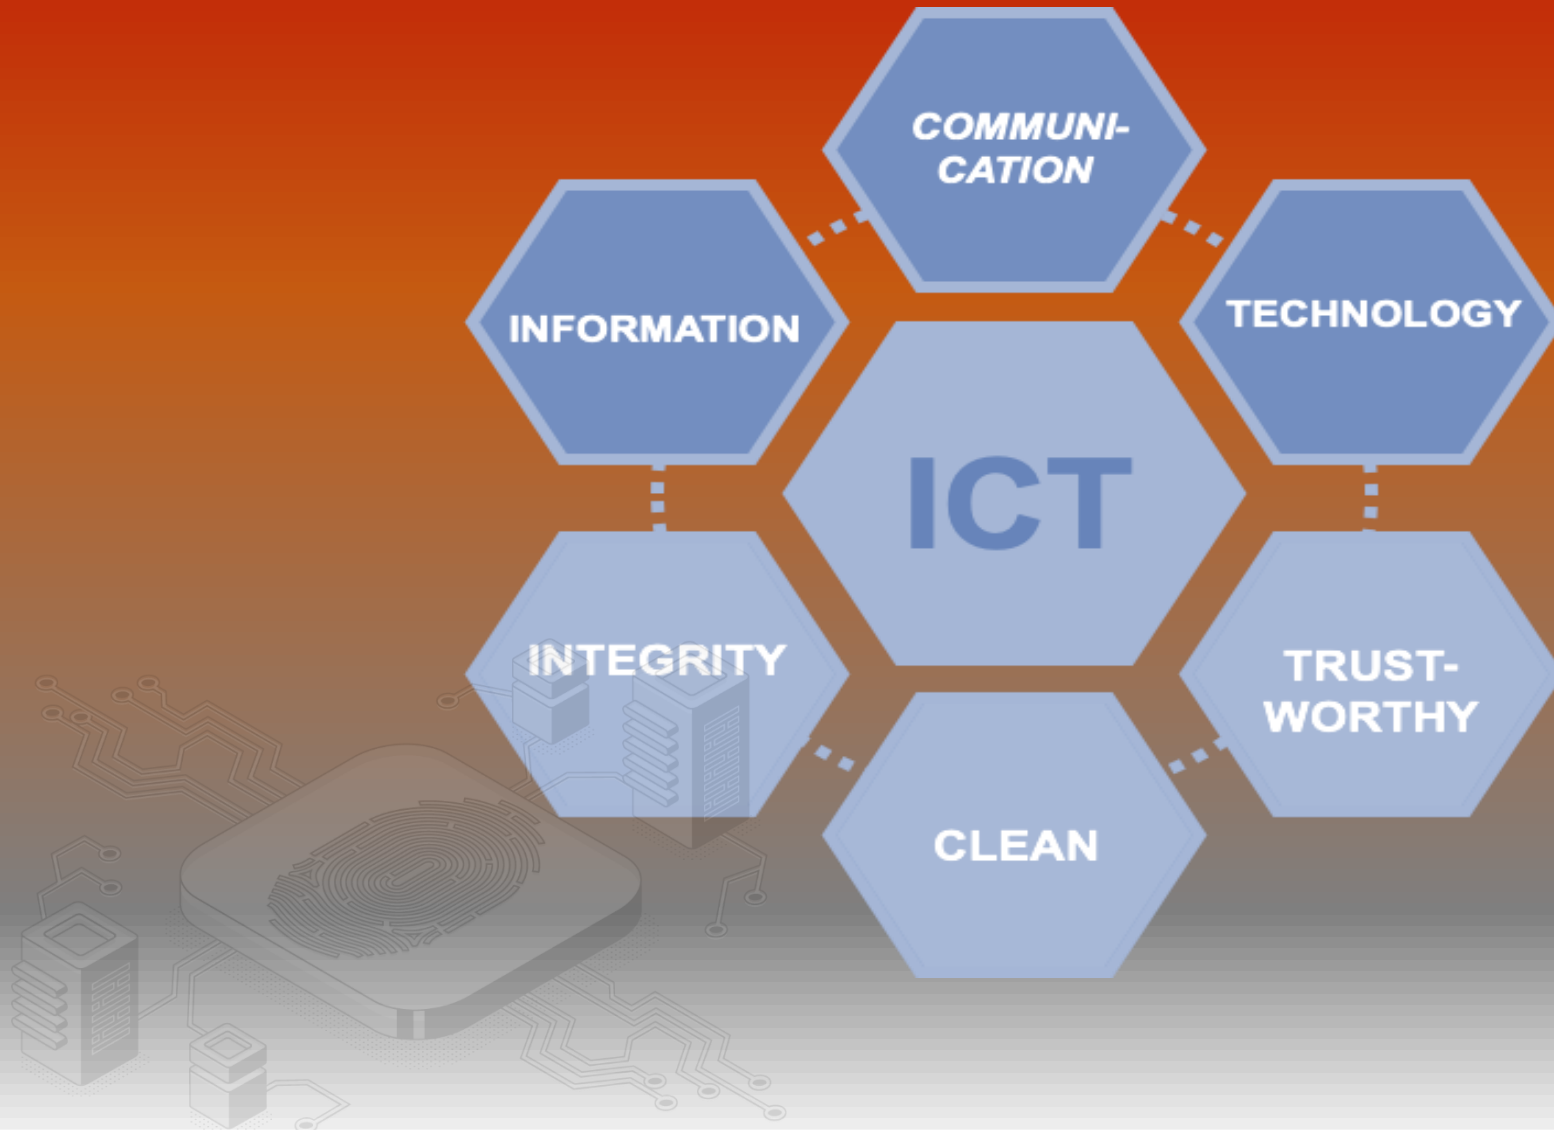 COMMUNI-
CATION
INFORMATION
TECHNOLOGY
ICT
INTEGRITY
TRUST-
WORTHY
CLEAN